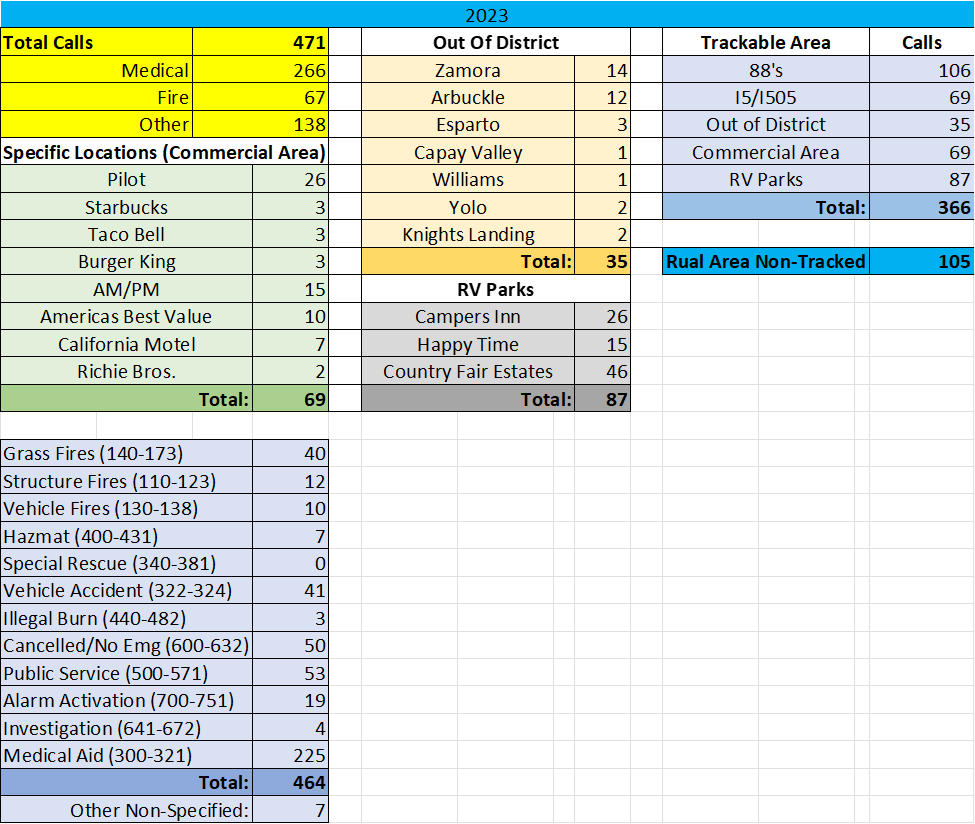 2023
Total Calls 471
Medical 266
Fire 67
Other 138
Specific Locations (Commercial Area)
Pilot 26
Starbucks 3
Taco Bell 3
Burger King 3
AM/PM 15
Americas Best Value 10
California Motel 7
Richie Bros. 2
Total: 69
Out Of District
Zamora 14
Arbuckle 12
Esparto 3
Capay Valley 1
Williams 1
Yolo 2
Knights Landing 2
Total: 35
RV Parks
Campers Inn 26
Happy Time 15
Country Fair Estates 46
Total: 87
Trackable Area Calls
88's 106
I5/I505 69
Out of District 35
Commercial Area 69
RV Parks 87
Total: 366
Rual Area Non-Tracked 105
Grass Fires (140-173) 40
Structure Fires (110-123) 12
Vehicle Fires (130-138) 10
Hazmat (400-431) 7
Special Rescue (340-381) 0
Vehicle Accident (322-324) 41
Illegal Burn (440-482) 3
Cancelled/No Emg (600-632) 50
Public Service (500-571) 53
Alarm Activation (700-751) 19
Investigation (641-672) 4
Medical Aid (300-321) 225
Total: 464
Other Non-Specified: 7